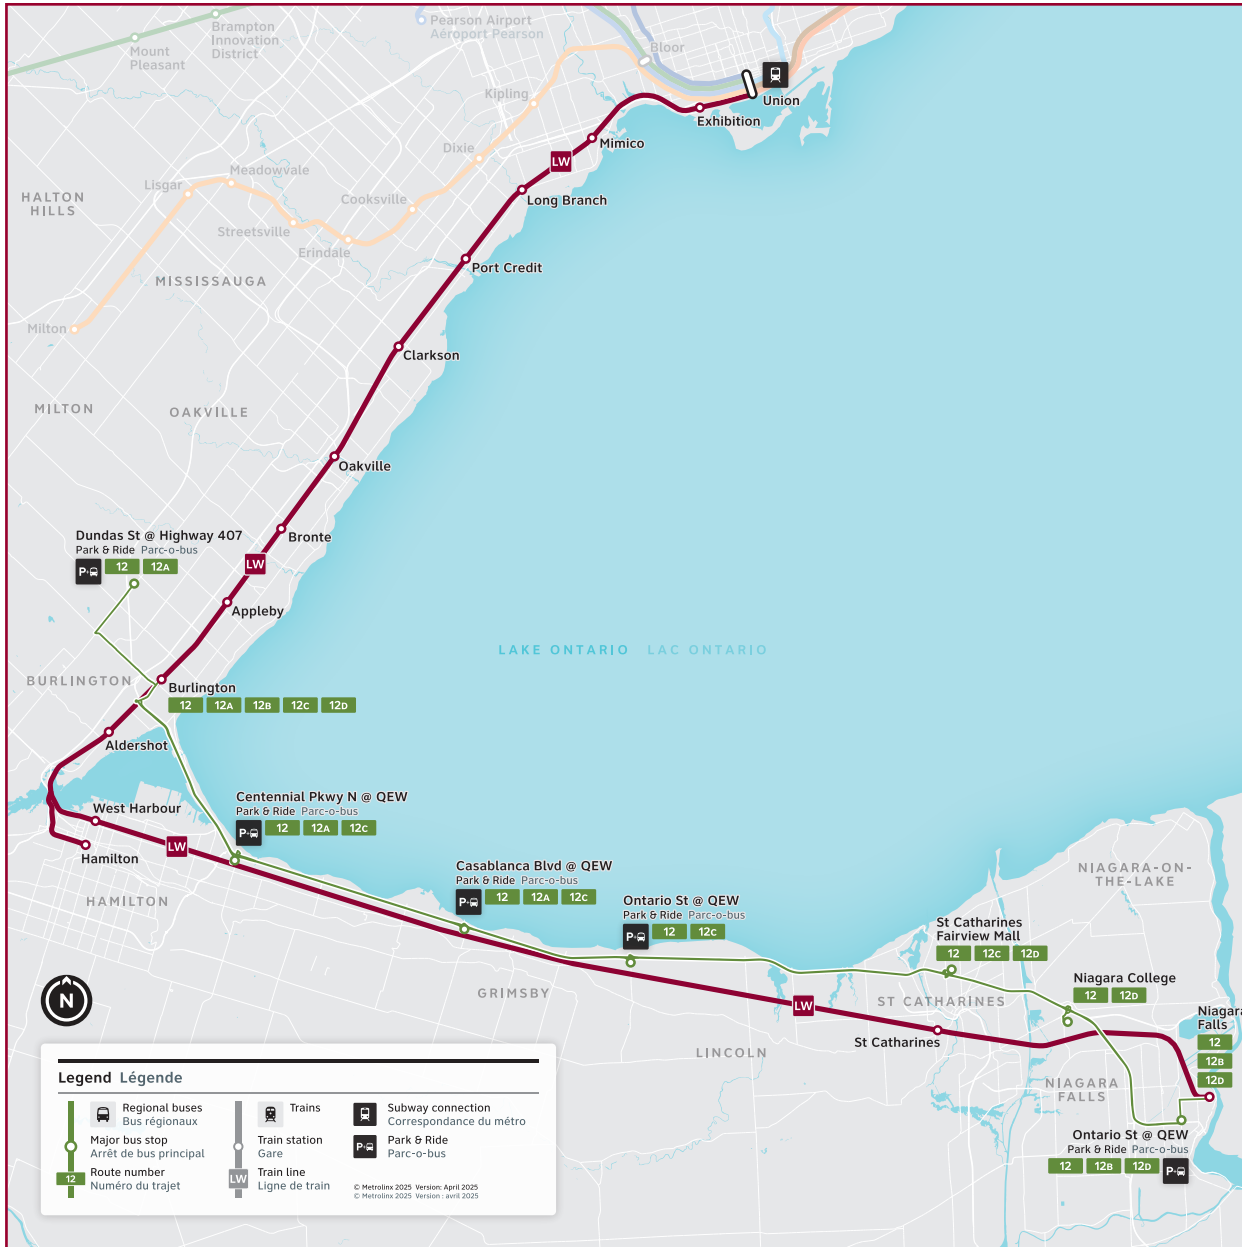 Brampton
Innovation
District
Mount
Pleasant
Pearson Airport
Aéroport Pearson
Bloor
Union
Kipling
Exhibition
Mimico
LW
Dixie
Meadowvale
Lisgar
Long Branch
Cooksville
HALTON
HILLS
Streetsville
Erindale
Port Credit
MISSISSAUGA
Milton
Clarkson
MILTON
OAKVILLE
Oakville
Dundas St @ Highway 407
Park & Ride Parc-o-bus
P 12 12A
Bronte
LW
Appleby
LAKE ONTARIO LAC ONTARIO
BURLINGTON
Burlington
12 12A 12B 12C 12D
Aldershot
Centennial Pkwy N @ QEW
Park & Ride Parc-o-bus
P 12 12A 12C
West Harbour
LW
Hamilton
HAMILTON
Casablanca Blvd @ QEW
Park & Ride Parc-o-bus
P 12 12A 12C
Ontario St @ QEW
Park & Ride Parc-o-bus
P 12 12C
NIAGARA-ON-
THE-LAKE
St Catharines
Fairview Mall
12 12C 12D
Niagara College
12 12D
GRIMSBY
ST CATHARINES
LW
St Catharines
LINCOLN
Niagara
Falls
12
12B
12D
NIAGARA
FALLS
Ontario St @ QEW
Park & Ride Parc-o-bus
12 12B 12D P
N
Legend Légende
Regional buses
Bus régionaux
Major bus stop
Arrêt de bus principal
12 Route number
Numéro du trajet
Trains
Train station
Gare
LW Train line
Ligne de train
Subway connection
Correspondance du métro
P Park & Ride
Parc-o-bus
© Metrolinx 2025 Version: April 2025
© Metrolinx 2025 Version : avril 2025